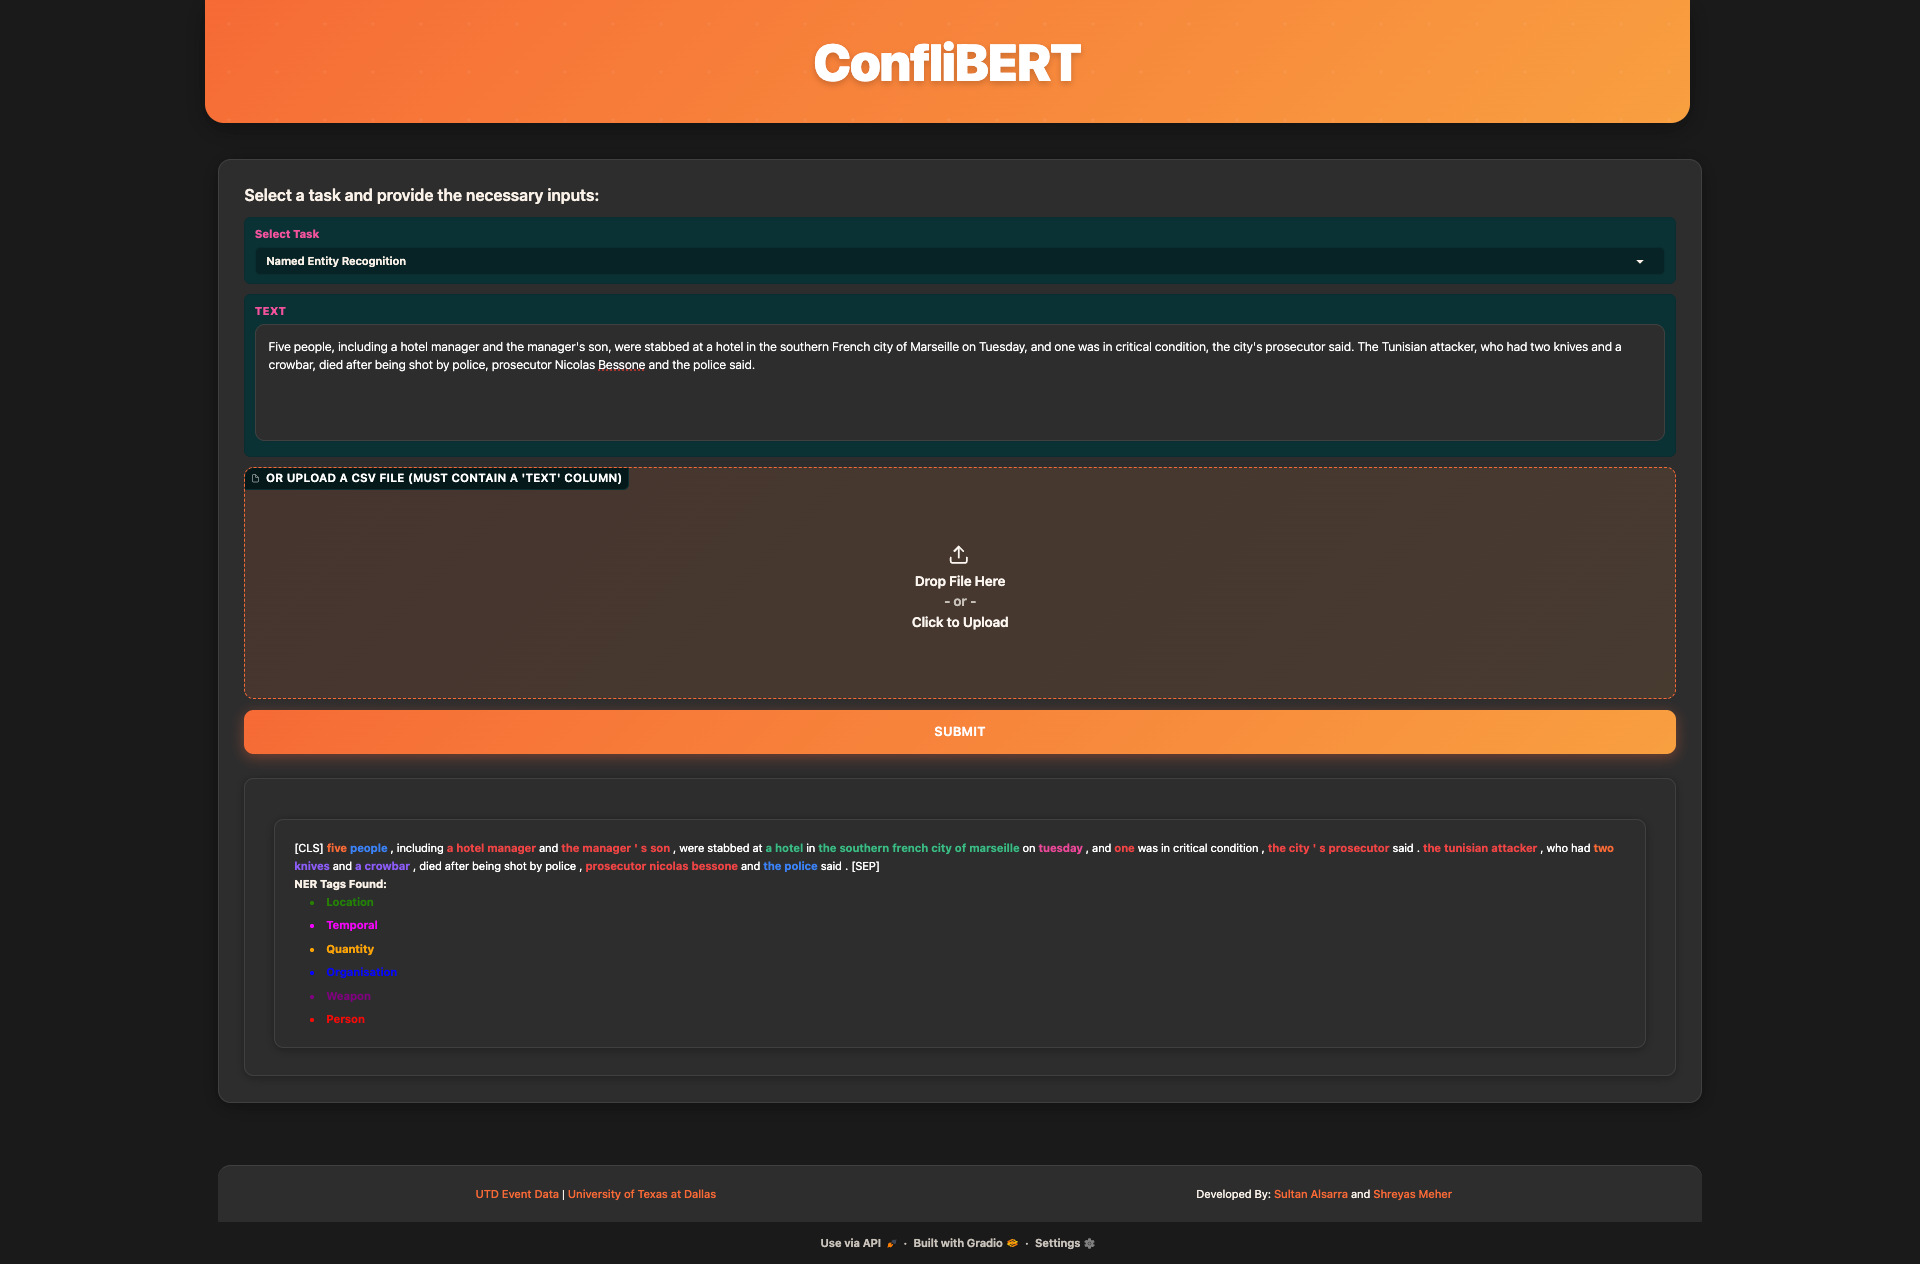 ConfliBERT
Select a task and provide the necessary inputs:
Select Task
Named Entity Recognition
TEXT
Five people, including a hotel manager and the manager's son, were stabbed at a hotel in the southern French city of Marseille on Tuesday, and one was in critical condition, the city's prosecutor said. The Tunisian attacker, who had two knives and a
crowbar, died after being shot by police, prosecutor Nicolas Bessone and the police said.
OR UPLOAD A CSV FILE (MUST CONTAIN A 'TEXT' COLUMN)
Drop File Here
- or -
Click to Upload
SUBMIT
[CLS] five people , including a hotel manager and the manager ' s son , were stabbed at a hotel in the southern french city of marseille on tuesday , and one was in critical condition , the city ' s prosecutor said . the tunisian attacker , who had two
knives and a crowbar , died after being shot by police , prosecutor nicolas bessone and the police said . [SEP]
NER Tags Found:
Location
Temporal
Quantity
Organisation
Weapon
Person
UTD Event Data | University of Texas at Dallas
Developed By: Sultan Alsarra and Shreyas Meher
Use via API · Built with Gradio · Settings